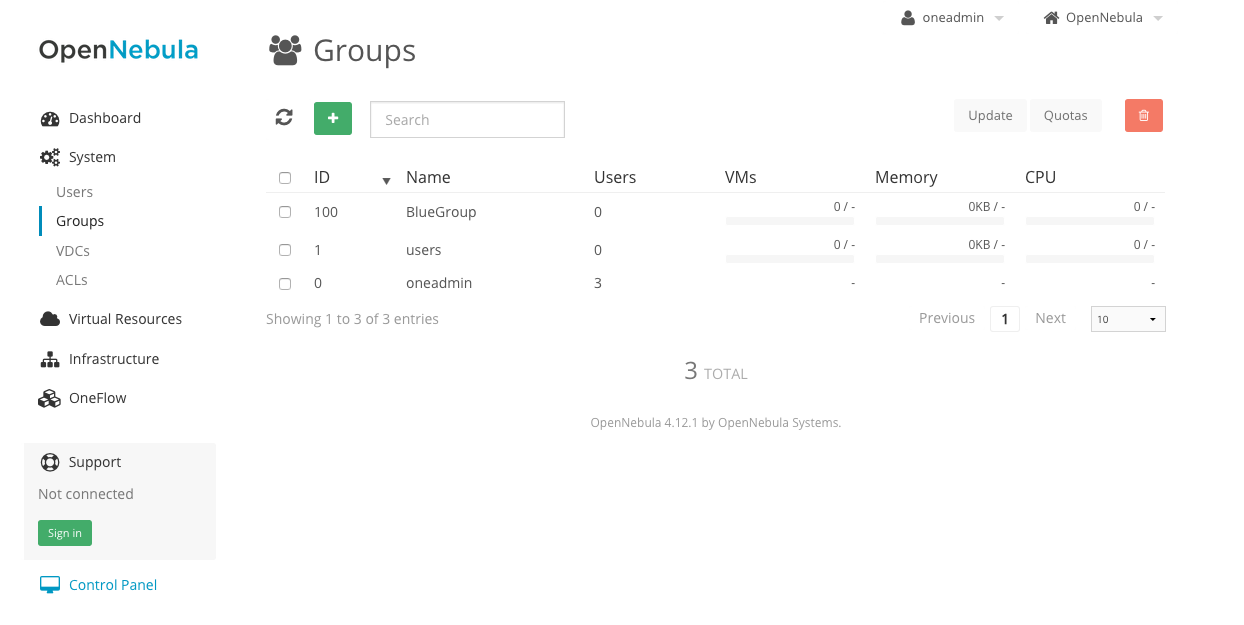 oneadmin OpenNebula
OpenNebula
Groups
Search Update Quotas
Dashboard
System
Users
Groups
VDCs
ACLs
Virtual Resources
Infrastructure
OneFlow
Support
Not connected
Sign in
Control Panel
ID Name Users VMs Memory CPU
100 BlueGroup 0 0 / - 0KB / - 0 / -
1 users 0 0 / - 0KB / - 0 / -
0 oneadmin 3 - - -
Showing 1 to 3 of 3 entries Previous 1 Next 10
3 TOTAL
OpenNebula 4.12.1 by OpenNebula Systems.